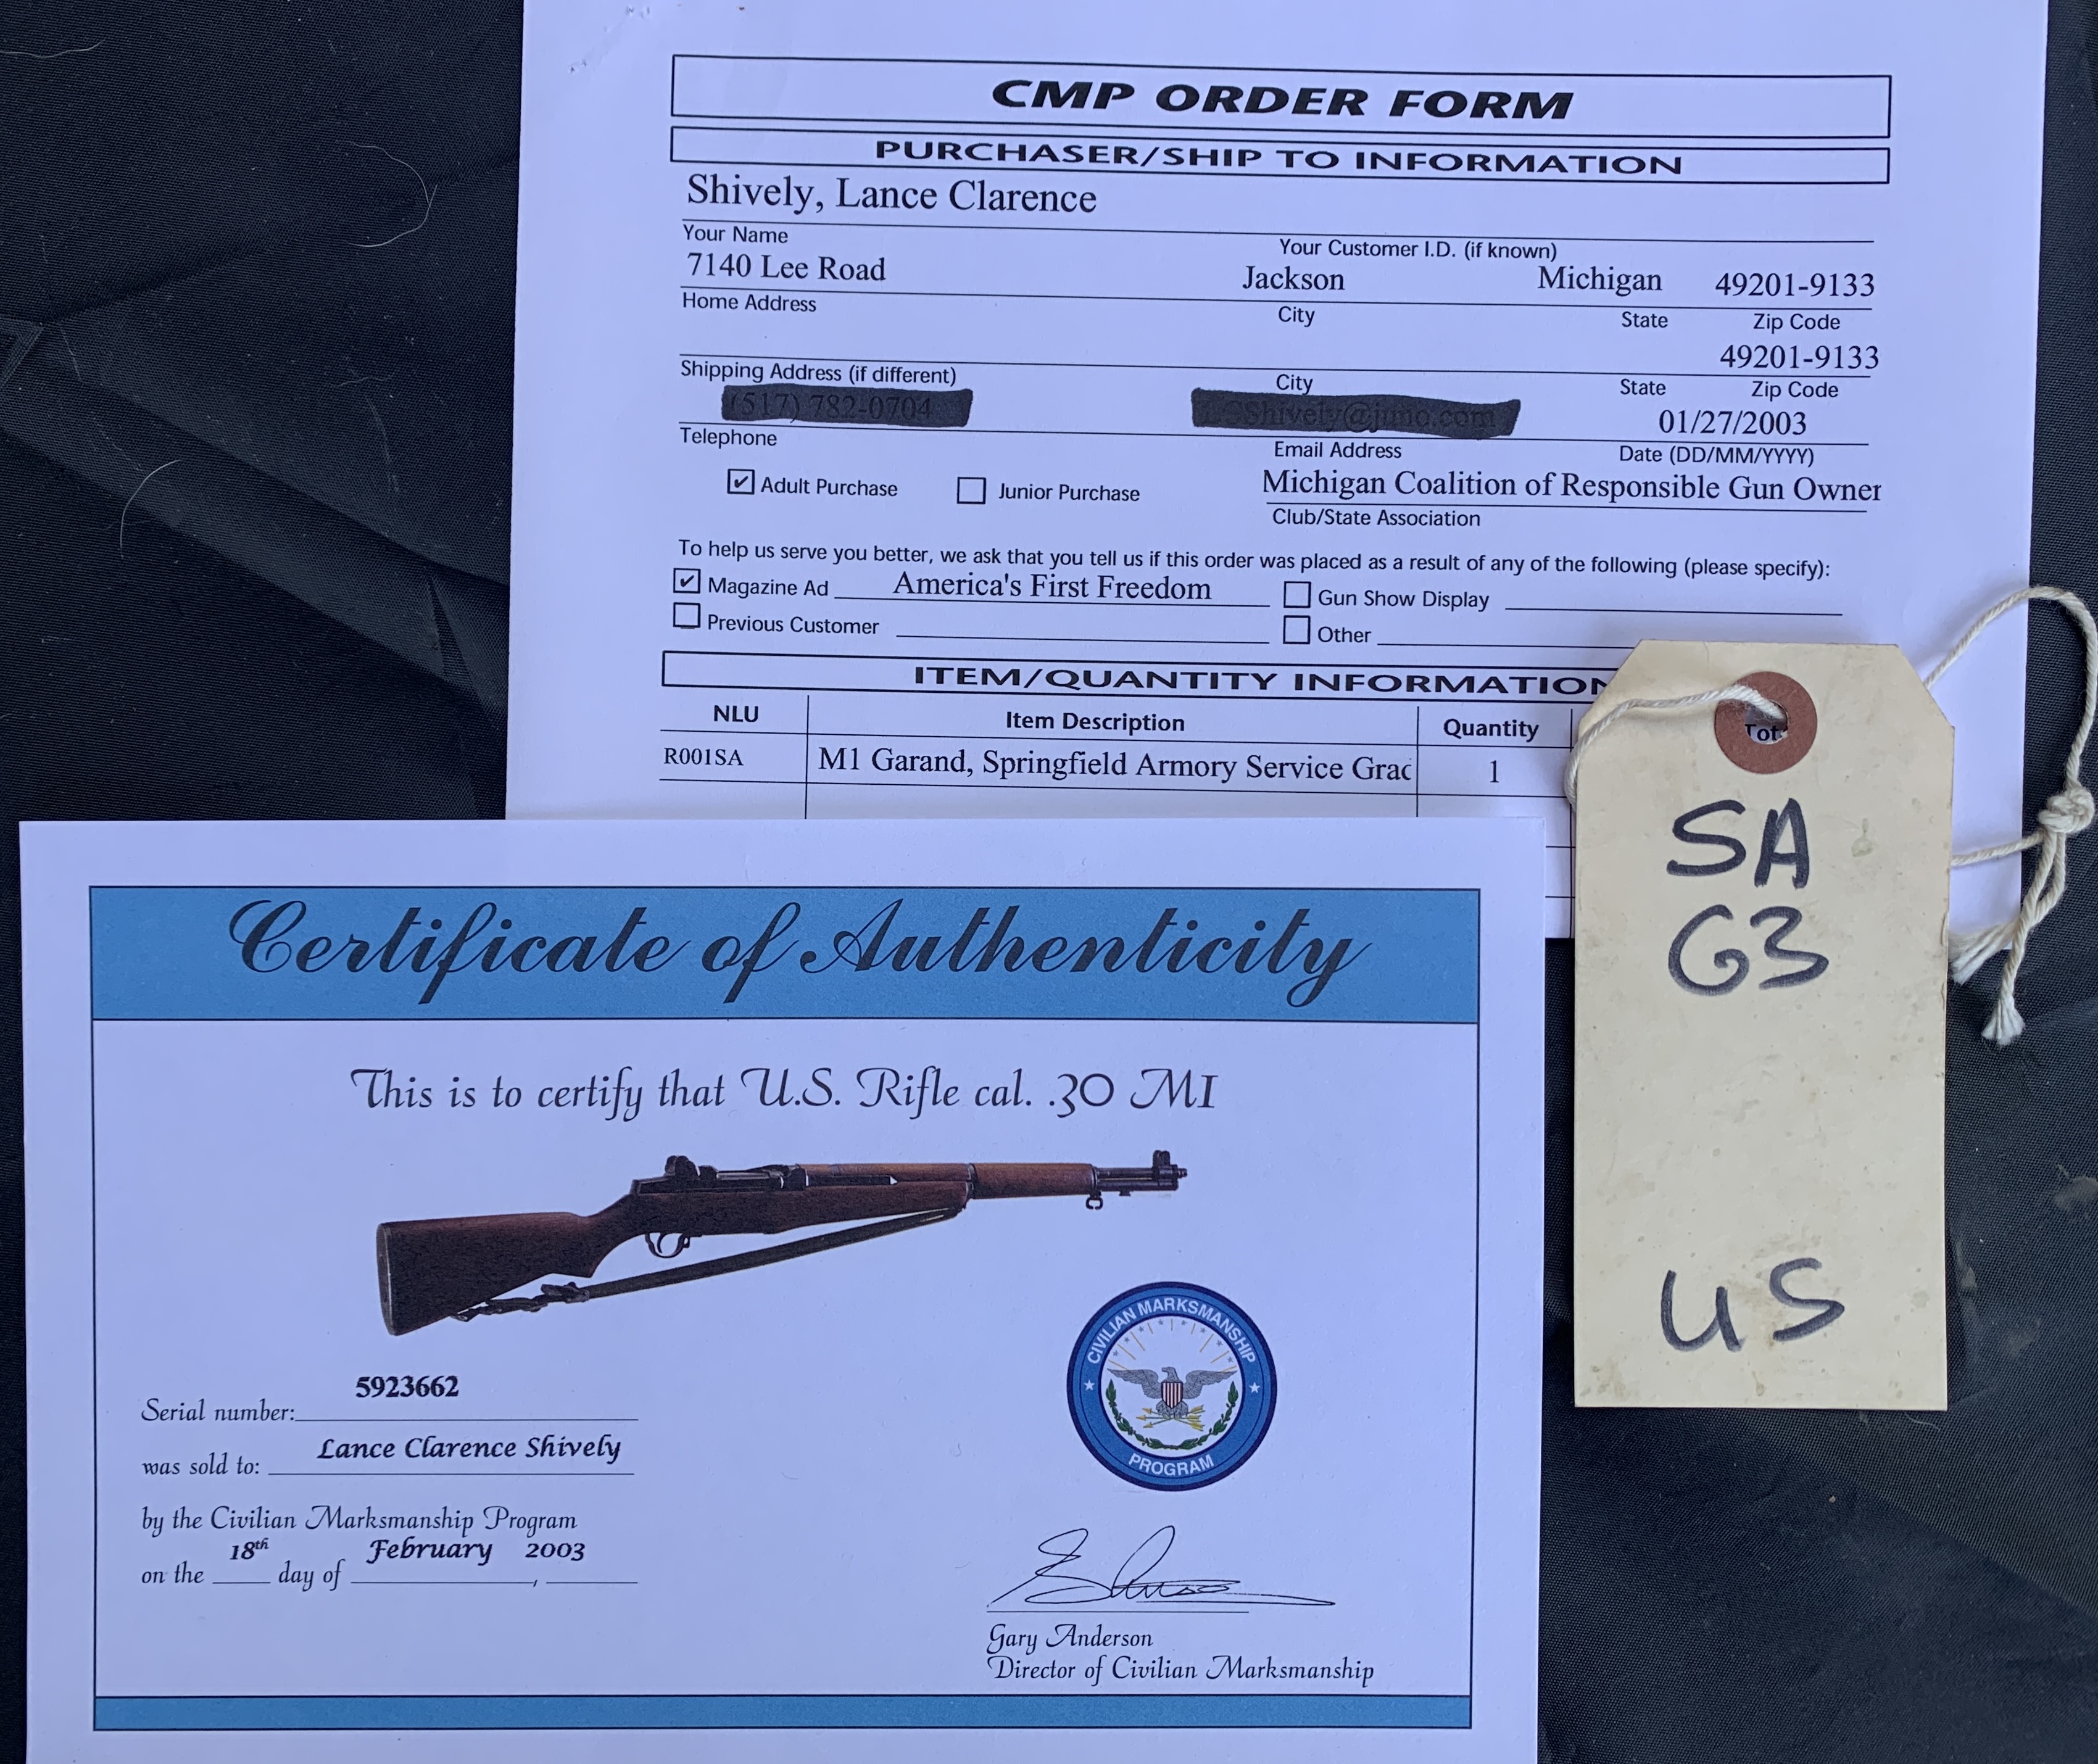 CMP ORDER FORM
PURCHASER/SHIP TO INFORMATION
Shively, Lance Clarence
Your Name Your Customer I.D. (if known)
7140 Lee Road Jackson Michigan 49201-9133
Home Address City State Zip Code
49201-9133
Shipping Address (if different) City State Zip Code
01/27/2003
Telephone Email Address Date (DD/MM/YYYY)
Adult Purchase Junior Purchase Michigan Coalition of Responsible Gun Owner
Club/State Association
To help us serve you better, we ask that you tell us if this order was placed as a result of any of the following (please specify):
Magazine Ad America's First Freedom Gun Show Display
Previous Customer Other
ITEM/QUANTITY INFORMATION
NLU Item Description Quantity Tot
R001SA M1 Garand, Springfield Armory Service Grac 1
SA
G3
US
Certificate of Authenticity
This is to certify that U.S. Rifle cal. .30 M1
CIVILIAN MARKSMANSHIP
PROGRAM
5923662
Serial number:
Lance Clarence Shively
was sold to:
by the Civilian Marksmanship Program
18th February 2003
on the day of ,
Gary Anderson
Director of Civilian Marksmanship